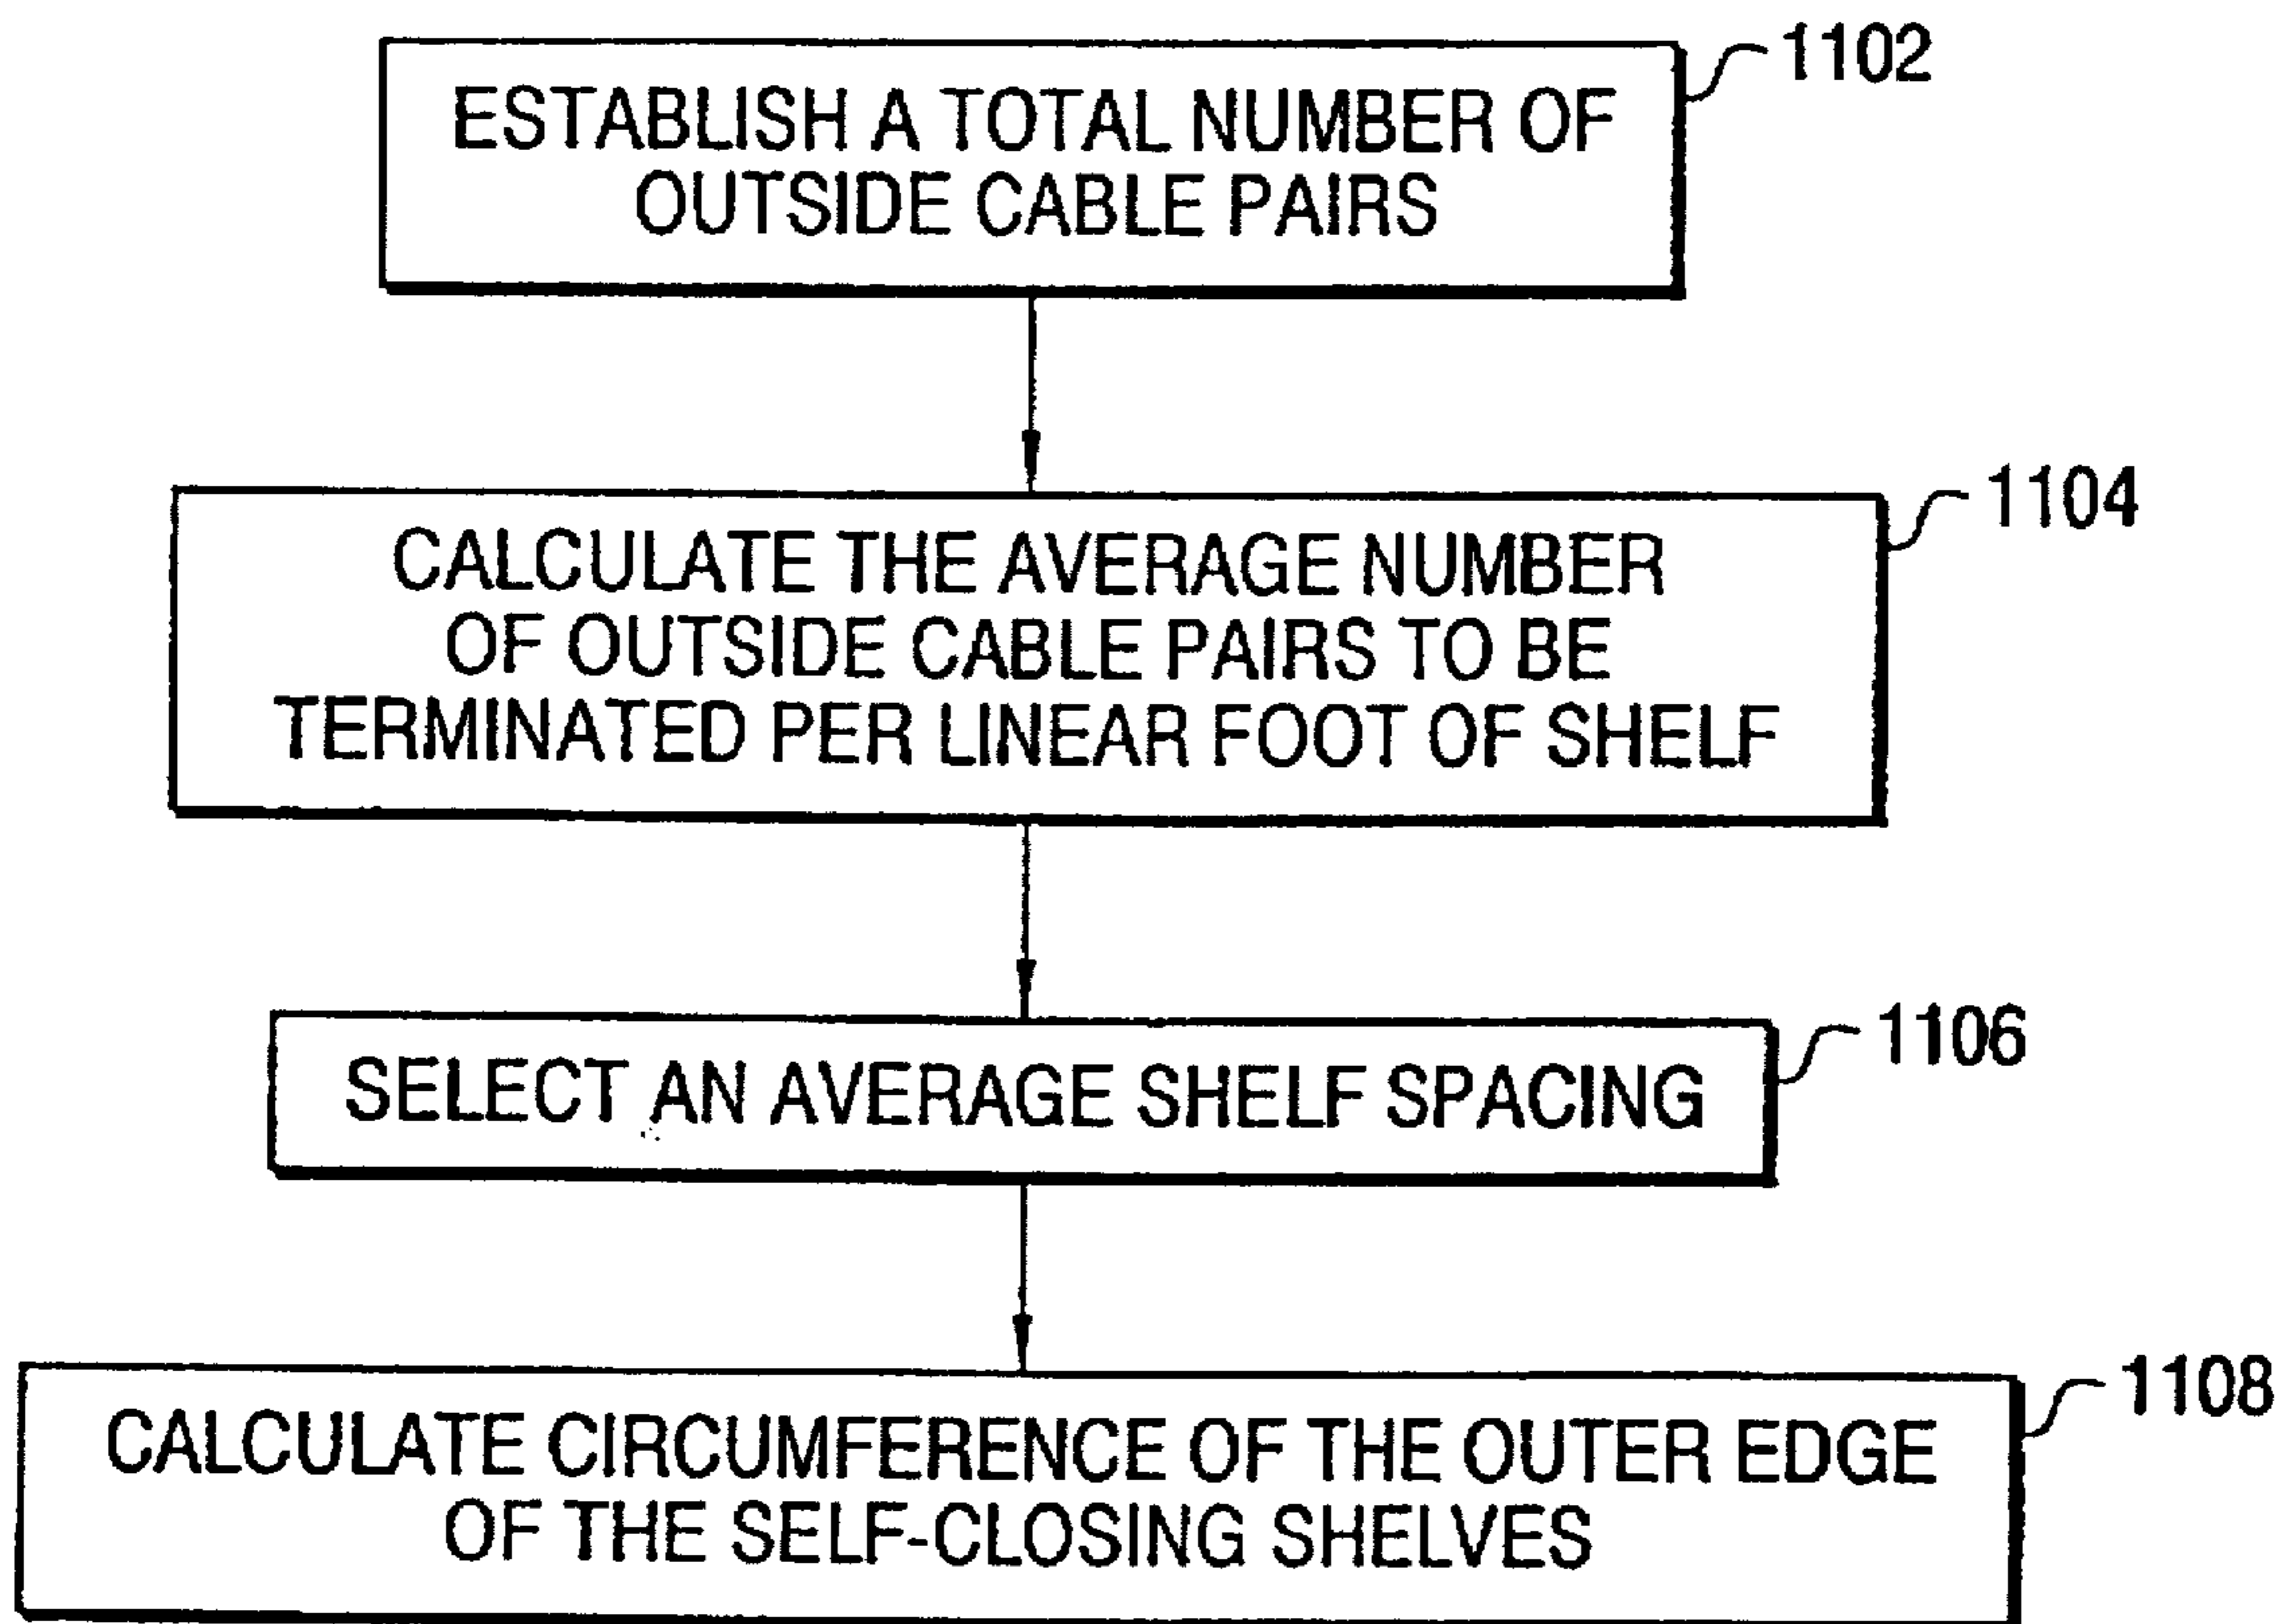 1102
ESTABLISH A TOTAL NUMBER OF
OUTSIDE CABLE PAIRS
1104
CALCULATE THE AVERAGE NUMBER
OF OUTSIDE CABLE PAIRS TO BE
TERMINATED PER LINEAR FOOT OF SHELF
1106
SELECT AN AVERAGE SHELF SPACING
1108
CALCULATE CIRCUMFERENCE OF THE OUTER EDGE
OF THE SELF-CLOSING SHELVES